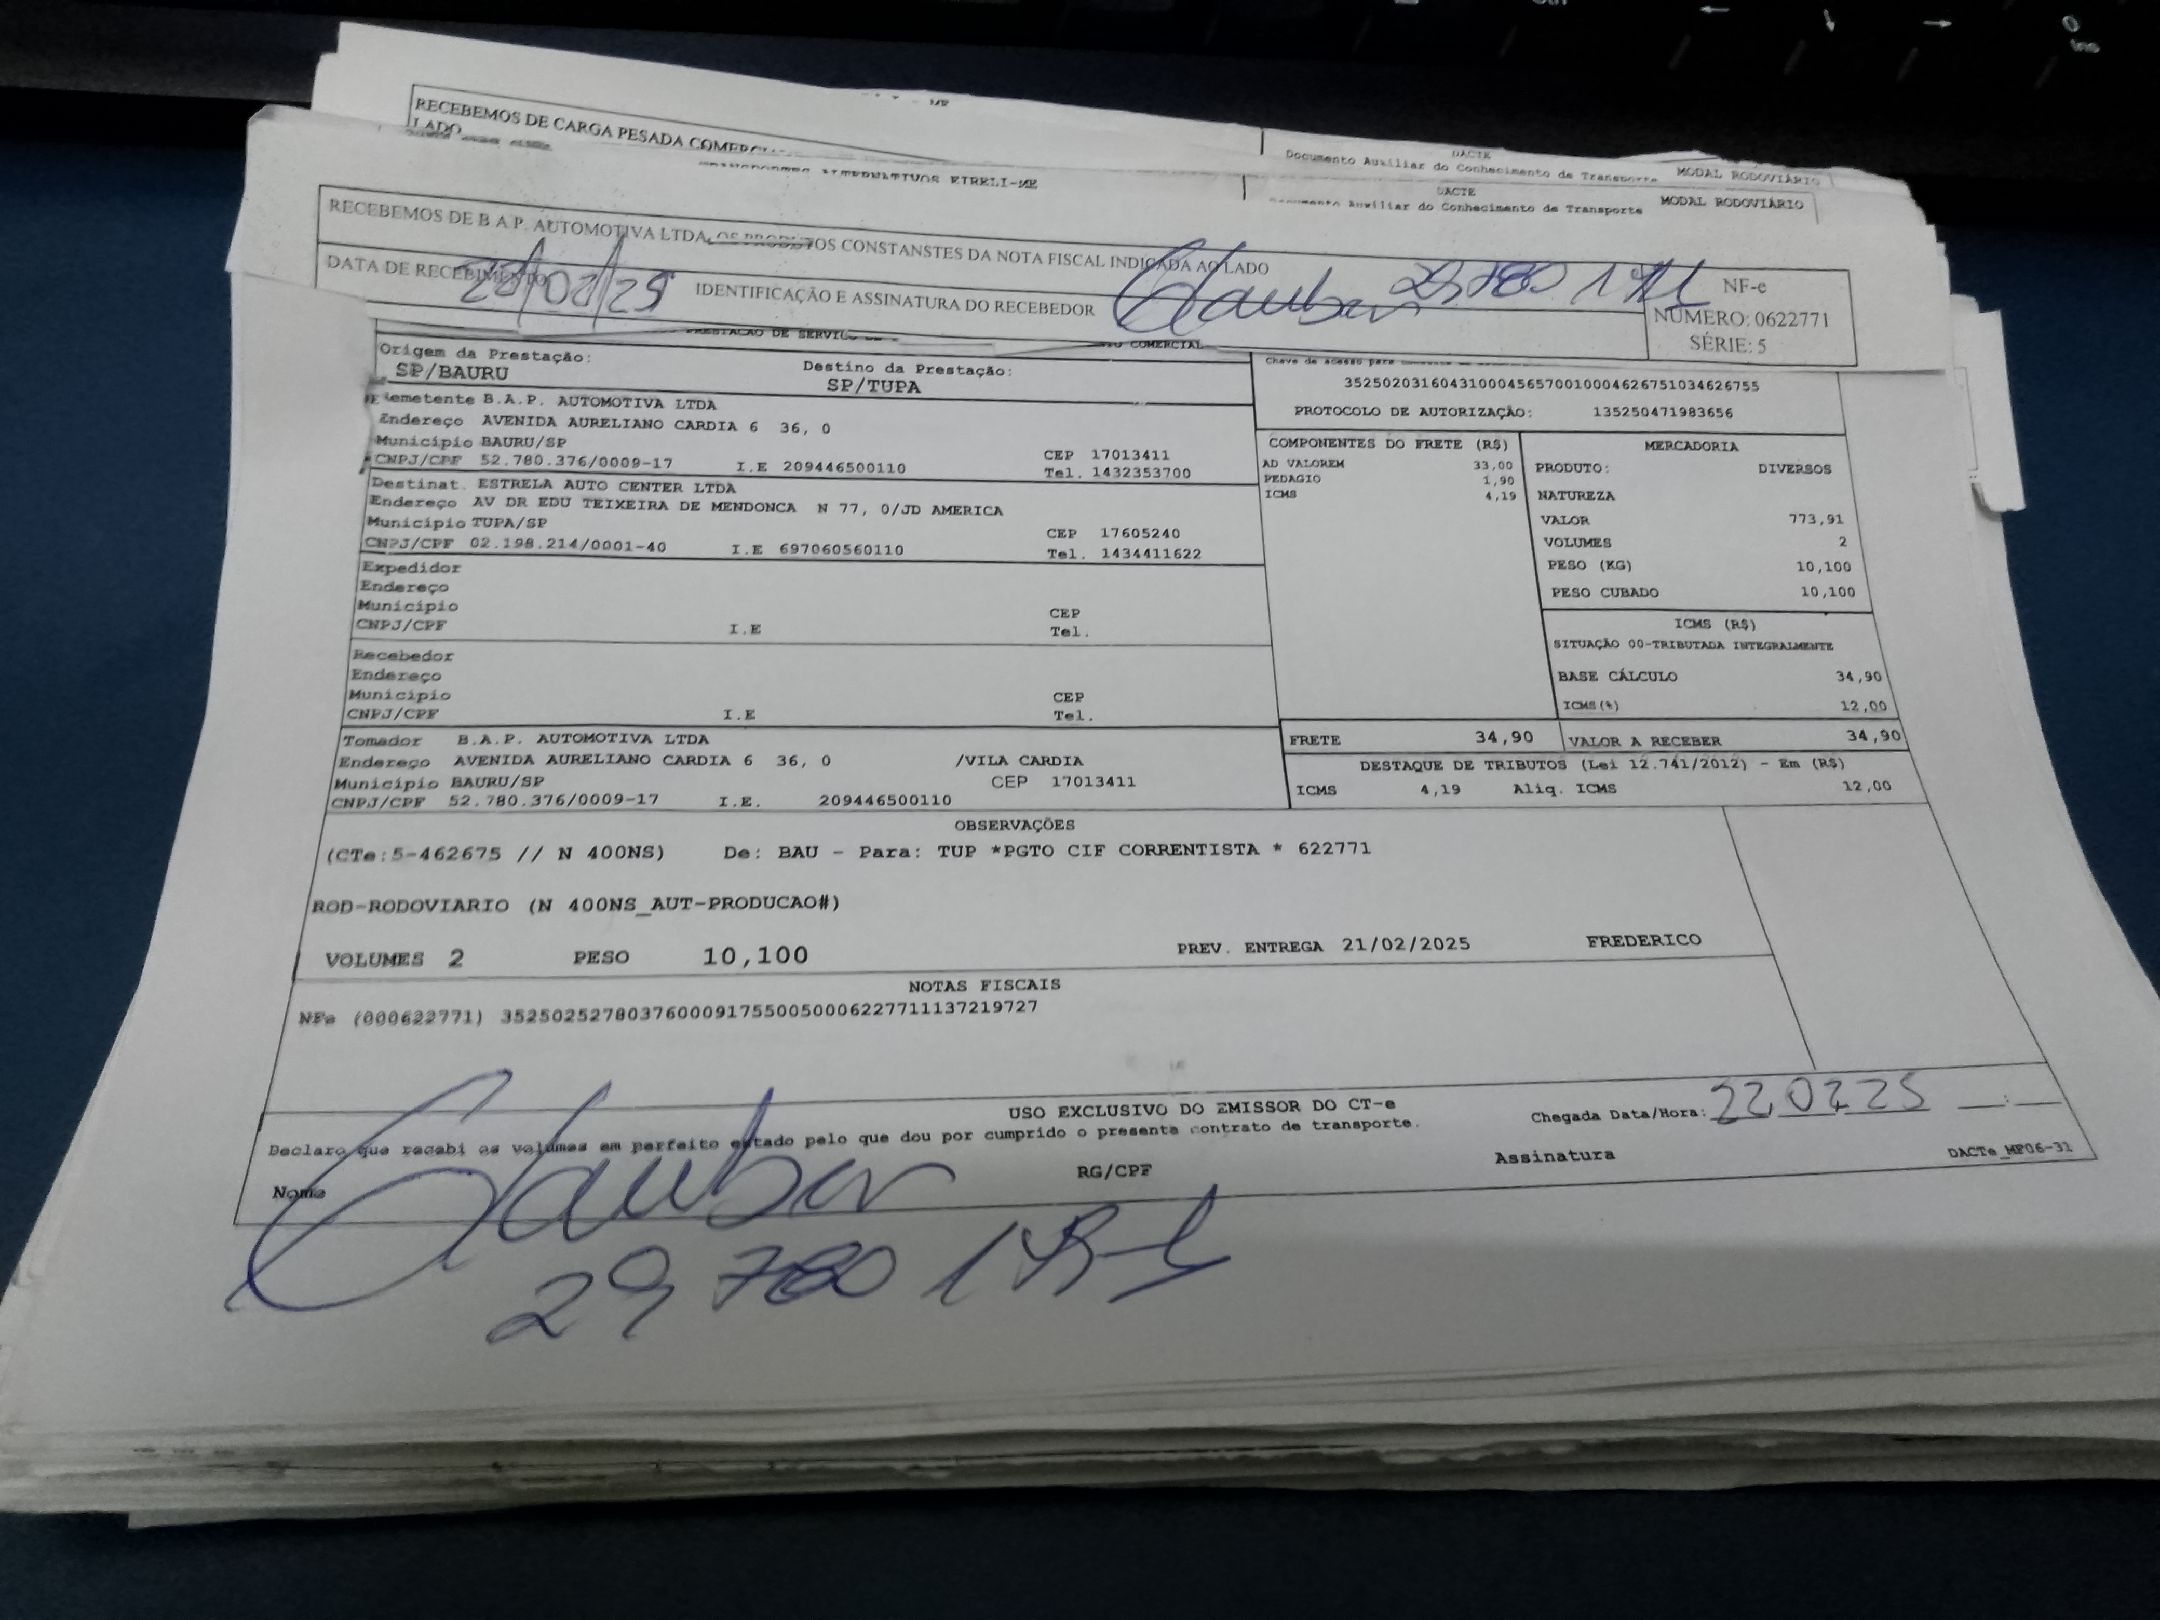 Ins
RECEBEMOS DE CARGA PESADA
LADO
DACTE
Documento Auxiliar do Conhecimento de Transporte MODAL RODOVIÁRIO
EIRELI-ME
DACTE
Documento Auxiliar do Conhecimento de Transporte MODAL RODOVIÁRIO
RECEBEMOS DE B.A.P. AUTOMOTIVA LTDA, OS PRODUTOS CONSTANSTES DA NOTA FISCAL INDICADA AO LADO
DATA DE RECEBIMENTO 22/02/25 IDENTIFICAÇÃO E ASSINATURA DO RECEBEDOR Glauber 29,780
NF-e
NÚMERO: 0622771
SÉRIE: 5
Origem da Prestação:
SP/BAURU
Destino da Prestação:
SP/TUPA
35250203160431000456570010004626751034626755
PROTOCOLO DE AUTORIZAÇÃO: 135250471983656
Remetente B.A.P. AUTOMOTIVA LTDA
Endereço AVENIDA AURELIANO CARDIA 6 36, 0
Município BAURU/SP CEP 17013411
CNPJ/CPF 52.780.376/0009-17 I.E 209446500110 Tel. 1432353700
Destinat. ESTRELA AUTO CENTER LTDA
Endereço AV DR EDU TEIXEIRA DE MENDONCA N 77, 0/JD AMERICA
Município TUPA/SP CEP 17605240
CNPJ/CPF 02.198.214/0001-40 I.E 697060560110 Tel. 1434411622
Expedidor
Endereço
Município CEP
CNPJ/CPF I.E Tel.
Recebedor
Endereço
Município CEP
CNPJ/CPF I.E Tel.
Tomador B.A.P. AUTOMOTIVA LTDA
Endereço AVENIDA AURELIANO CARDIA 6 36, 0 /VILA CARDIA
Município BAURU/SP CEP 17013411
CNPJ/CPF 52.780.376/0009-17 I.E. 209446500110
COMPONENTES DO FRETE (R$)
AD VALOREM 33,00
PEDAGIO 1,90
ICMS 4,19
MERCADORIA
PRODUTO: DIVERSOS
NATUREZA
VALOR 773,91
VOLUMES 2
PESO (KG) 10,100
PESO CUBADO 10,100
ICMS (R$)
SITUAÇÃO 00-TRIBUTADA INTEGRALMENTE
BASE CÁLCULO 34,90
ICMS(%) 12,00
FRETE 34,90 VALOR A RECEBER 34,90
DESTAQUE DE TRIBUTOS (Lei 12.741/2012) - Em (R$)
ICMS 4,19 Aliq. ICMS 12,00
OBSERVAÇÕES
(CTe:5-462675 // N 400NS) De: BAU - Para: TUP *PGTO CIF CORRENTISTA * 622771
ROD-RODOVIARIO (N 400NS_AUT-PRODUCAO#)
VOLUMES 2 PESO 10,100 PREV. ENTREGA 21/02/2025 FREDERICO
NOTAS FISCAIS
NFe (000622771) 35250252780376000917550050006227711137219727
USO EXCLUSIVO DO EMISSOR DO CT-e
Chegada Data/Hora: 22 02 25 __:__
Declaro que recebi os volumes em perfeito estado pelo que dou por cumprido o presente contrato de transporte.
Nome RG/CPF Assinatura DACTe_MF06-31
Glauber
29,780